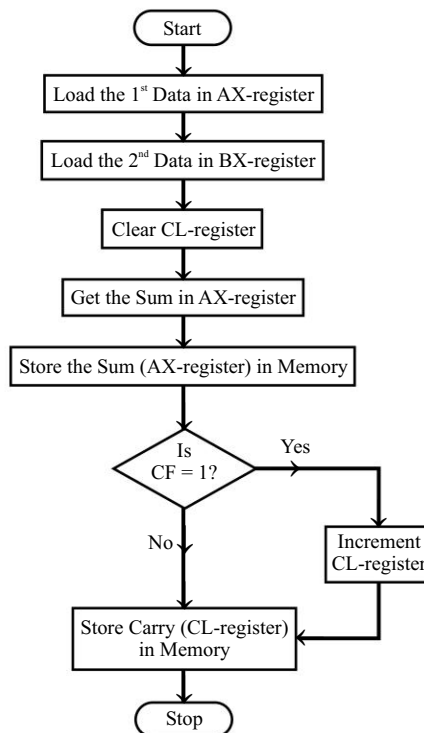 Start
Load the 1st Data in AX-register
Load the 2nd Data in BX-register
Clear CL-register
Get the Sum in AX-register
Store the Sum (AX-register) in Memory
Is
CF = 1?
Yes
No
Increment
CL-register
Store Carry (CL-register)
in Memory
Stop